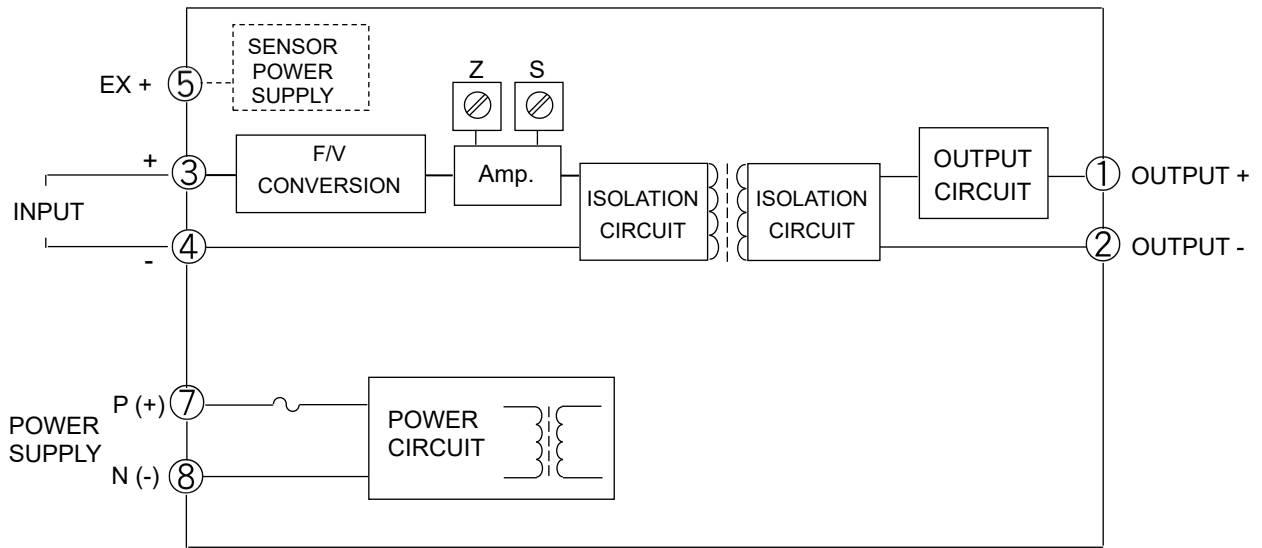 SENSOR
POWER
SUPPLY
Z
S
EX +
5
+
3
F/V
CONVERSION
Amp.
ISOLATION
CIRCUIT
ISOLATION
CIRCUIT
OUTPUT
CIRCUIT
1
OUTPUT +
INPUT
4
-
2
OUTPUT -
P (+)
7
POWER
SUPPLY
POWER
CIRCUIT
N (-)
8